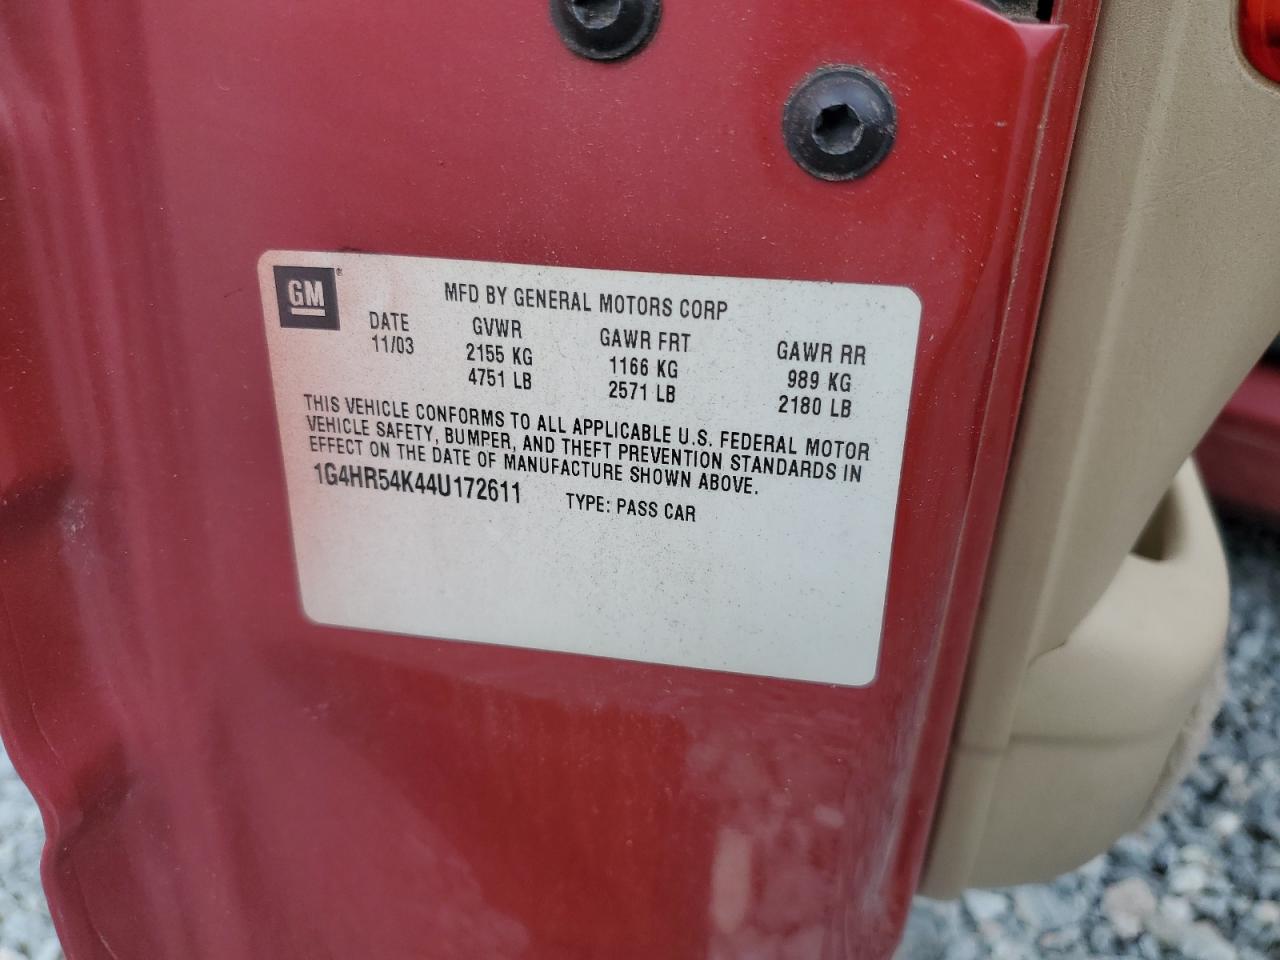 GM
MFD BY GENERAL MOTORS CORP
DATE GVWR GAWR FRT GAWR RR
11/03 2155 KG 1166 KG 989 KG
4751 LB 2571 LB 2180 LB
THIS VEHICLE CONFORMS TO ALL APPLICABLE U.S. FEDERAL MOTOR
VEHICLE SAFETY, BUMPER, AND THEFT PREVENTION STANDARDS IN
EFFECT ON THE DATE OF MANUFACTURE SHOWN ABOVE.
1G4HR54K44U172611 TYPE: PASS CAR